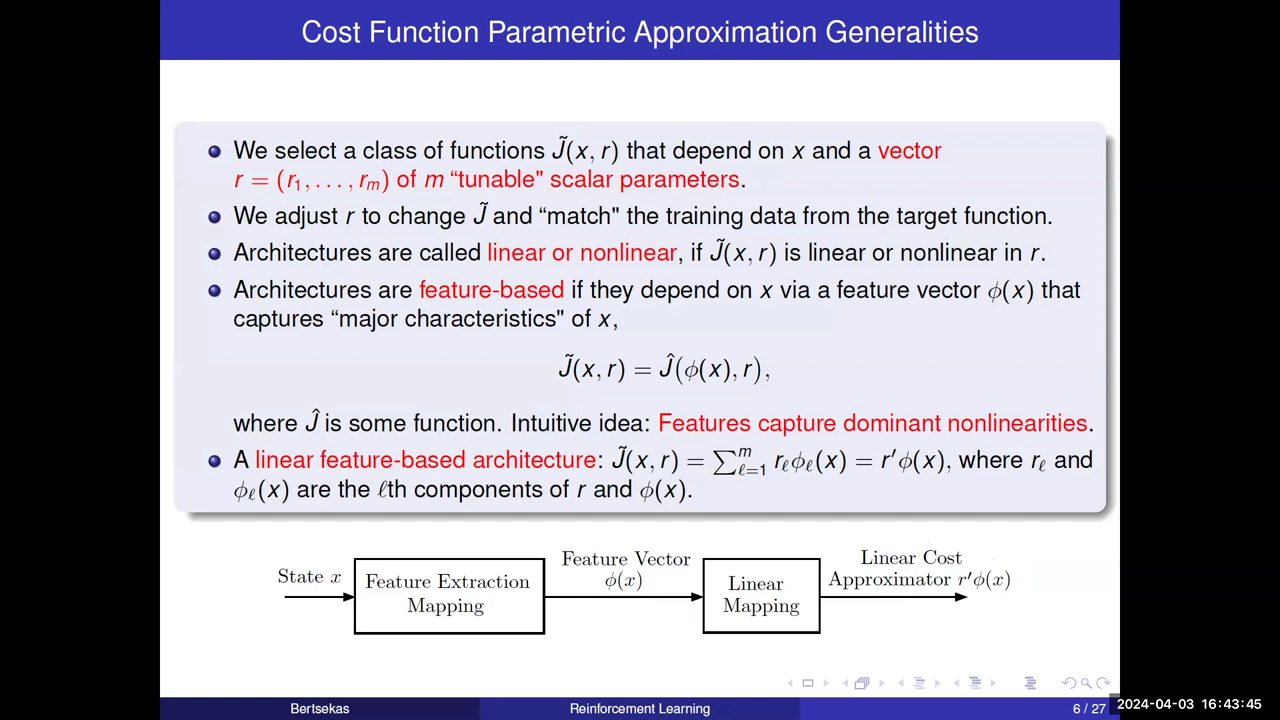 Cost Function Parametric Approximation Generalities
We select a class of functions J̃(x, r) that depend on x and a vector
r = (r₁, . . . , rₘ) of m “tunable" scalar parameters.
We adjust r to change J̃ and “match" the training data from the target function.
Architectures are called linear or nonlinear, if J̃(x, r) is linear or nonlinear in r.
Architectures are feature-based if they depend on x via a feature vector ϕ(x) that
captures “major characteristics" of x,
J̃(x, r) = Ĵ(ϕ(x), r),
where Ĵ is some function. Intuitive idea: Features capture dominant nonlinearities.
A linear feature-based architecture: J̃(x, r) = ∑_{ℓ=1}^{m} r_ℓ ϕ_ℓ(x) = r′ϕ(x), where r_ℓ and
ϕ_ℓ(x) are the ℓth components of r and ϕ(x).
State x
Feature Extraction
Mapping
Feature Vector
ϕ(x)
Linear
Mapping
Linear Cost
Approximator r′ϕ(x)
Bertsekas
Reinforcement Learning
6 / 27
2024-04-03 16:43:45